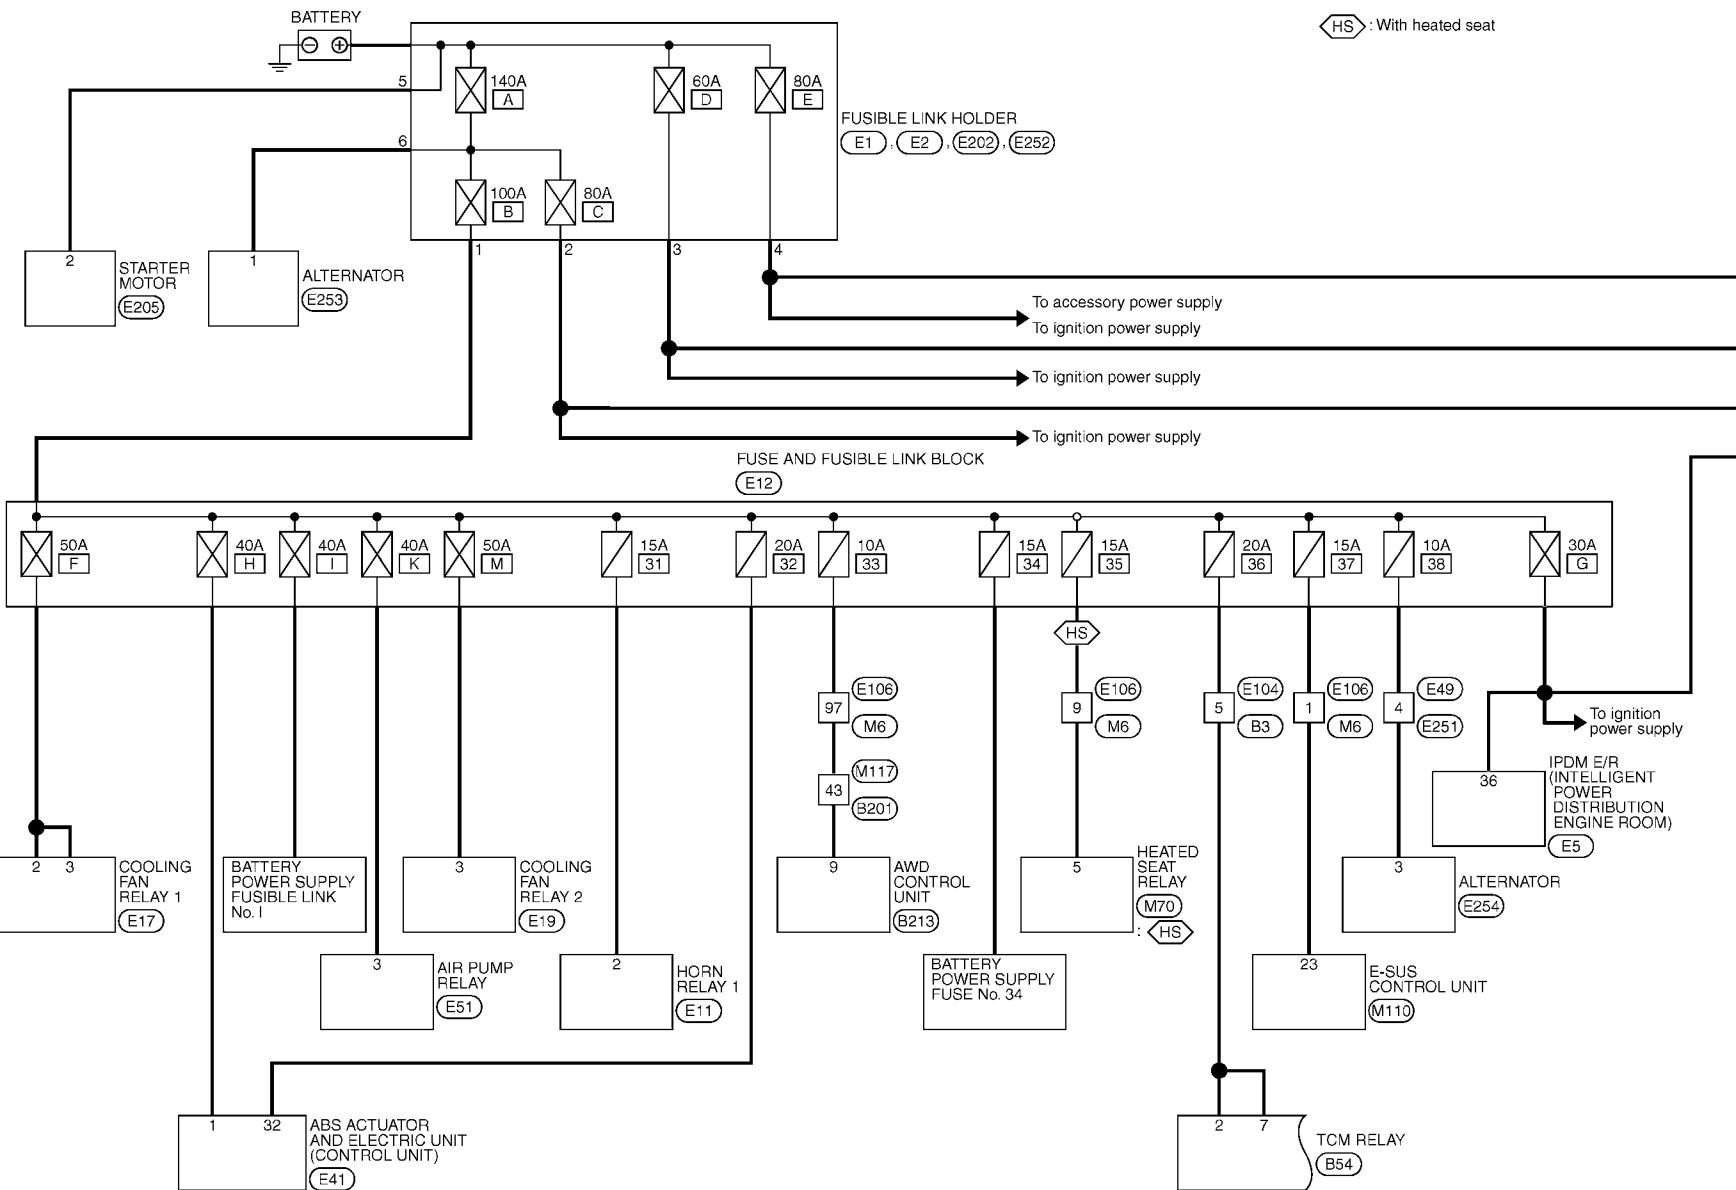 BATTERY
HS : With heated seat
5
140A
A
60A
D
80A
E
FUSIBLE LINK HOLDER
E1 , E2 , E202 , E252
6
100A
B
80A
C
1
2
3
4
2
STARTER
MOTOR
E205
1
ALTERNATOR
E253
To accessory power supply
To ignition power supply
To ignition power supply
To ignition power supply
FUSE AND FUSIBLE LINK BLOCK
E12
50A
F
40A
H
40A
I
40A
K
50A
M
15A
31
20A
32
10A
33
15A
34
15A
35
20A
36
15A
37
10A
38
30A
G
HS
97
E106
M6
9
E106
M6
5
E104
B3
1
E106
M6
4
E49
E251
To ignition
power supply
43
M117
B201
36
IPDM E/R
(INTELLIGENT
POWER
DISTRIBUTION
ENGINE ROOM)
E5
2 3
COOLING
FAN
RELAY 1
E17
BATTERY
POWER SUPPLY
FUSIBLE LINK
No. I
3
COOLING
FAN
RELAY 2
E19
9
AWD
CONTROL
UNIT
B213
5
HEATED
SEAT
RELAY
M70
: HS
3
ALTERNATOR
E254
3
AIR PUMP
RELAY
E51
2
HORN
RELAY 1
E11
BATTERY
POWER SUPPLY
FUSE No. 34
23
E-SUS
CONTROL UNIT
M110
1 32
ABS ACTUATOR
AND ELECTRIC UNIT
(CONTROL UNIT)
E41
2 7
TCM RELAY
B54